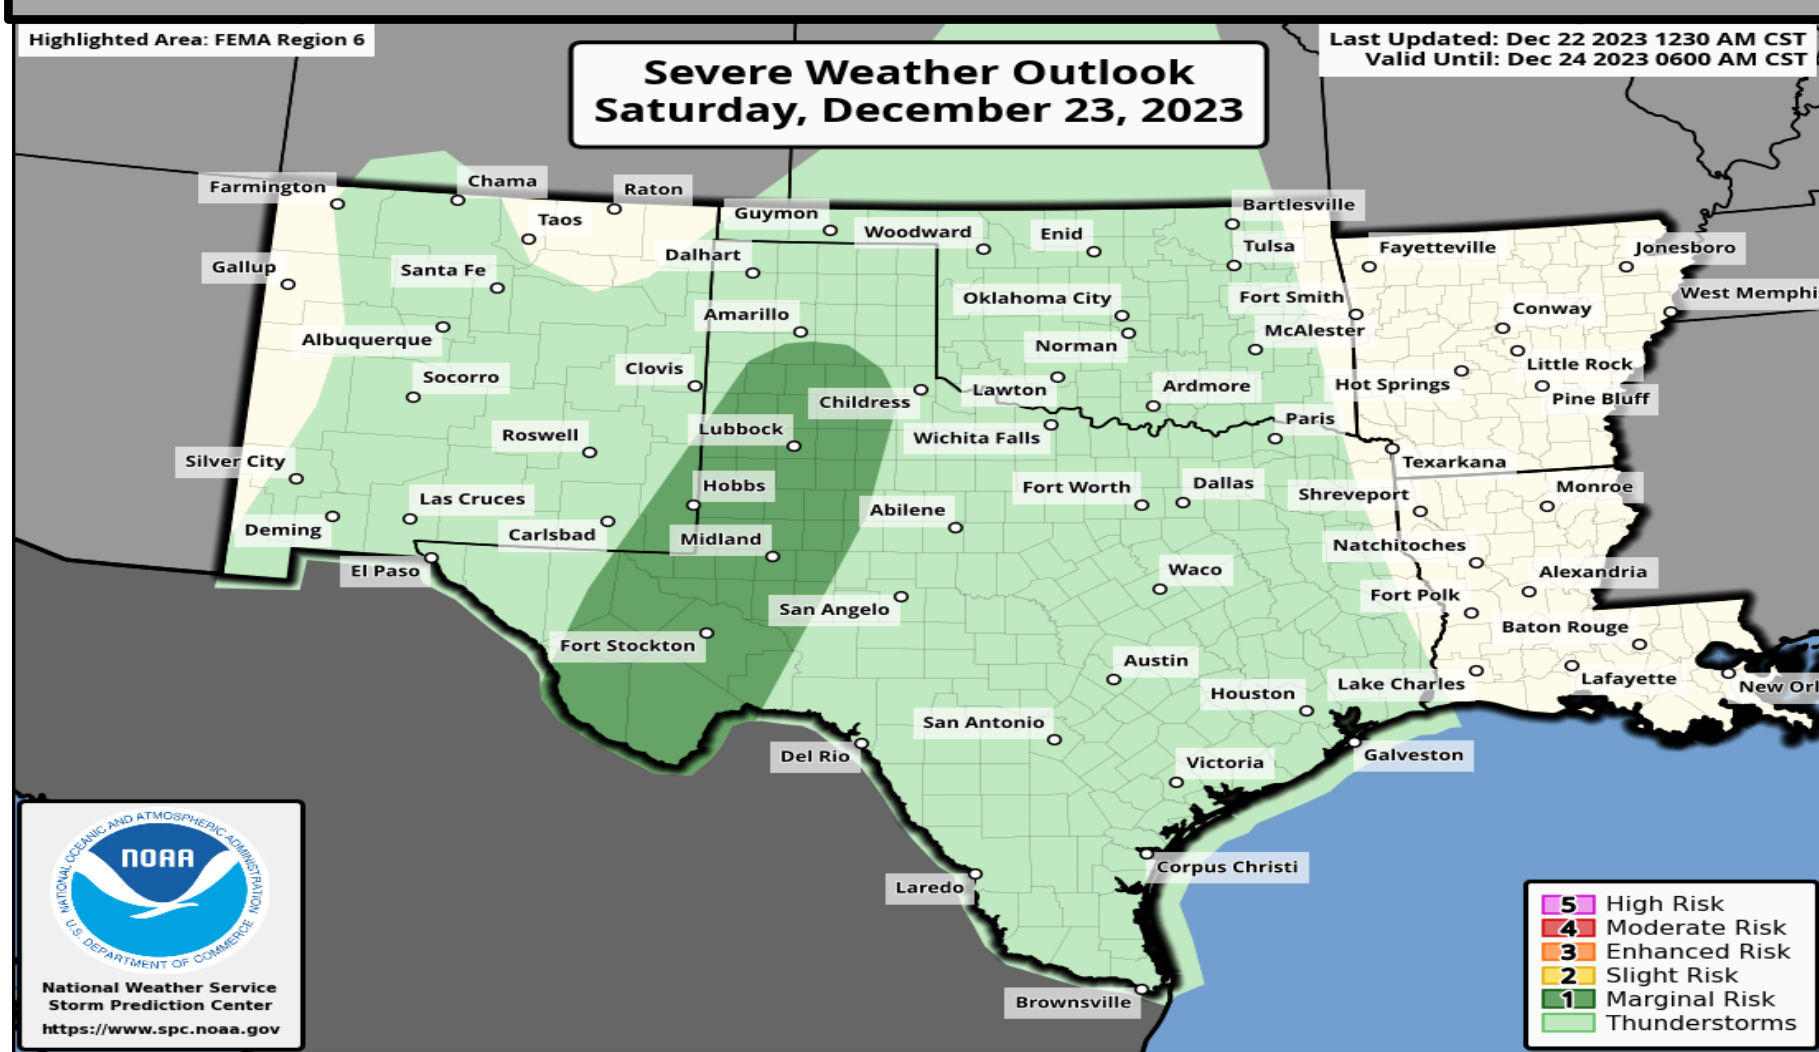 Highlighted Area: FEMA Region 6
Severe Weather Outlook
Saturday, December 23, 2023
Last Updated: Dec 22 2023 1230 AM CST
Valid Until: Dec 24 2023 0600 AM CST
Farmington
Chama
Raton
Taos
Guymon
Woodward
Enid
Bartlesville
Tulsa
Fayetteville
Jonesboro
Gallup
Santa Fe
Dalhart
Oklahoma City
Fort Smith
West Memphi
Albuquerque
Amarillo
Norman
McAlester
Conway
Little Rock
Socorro
Clovis
Childress
Lawton
Ardmore
Hot Springs
Pine Bluff
Roswell
Lubbock
Wichita Falls
Paris
Texarkana
Silver City
Hobbs
Fort Worth
Dallas
Shreveport
Monroe
Deming
Las Cruces
Carlsbad
Midland
Abilene
Natchitoches
El Paso
San Angelo
Waco
Fort Polk
Alexandria
Fort Stockton
Austin
Baton Rouge
Houston
Lake Charles
Lafayette
New Orl
Del Rio
San Antonio
Victoria
Galveston
Laredo
Corpus Christi
Brownsville
NATIONAL OCEANIC AND ATMOSPHERIC ADMINISTRATION
NOAA
U.S. DEPARTMENT OF COMMERCE
National Weather Service
Storm Prediction Center
https://www.spc.noaa.gov
5 High Risk
4 Moderate Risk
3 Enhanced Risk
2 Slight Risk
1 Marginal Risk
Thunderstorms